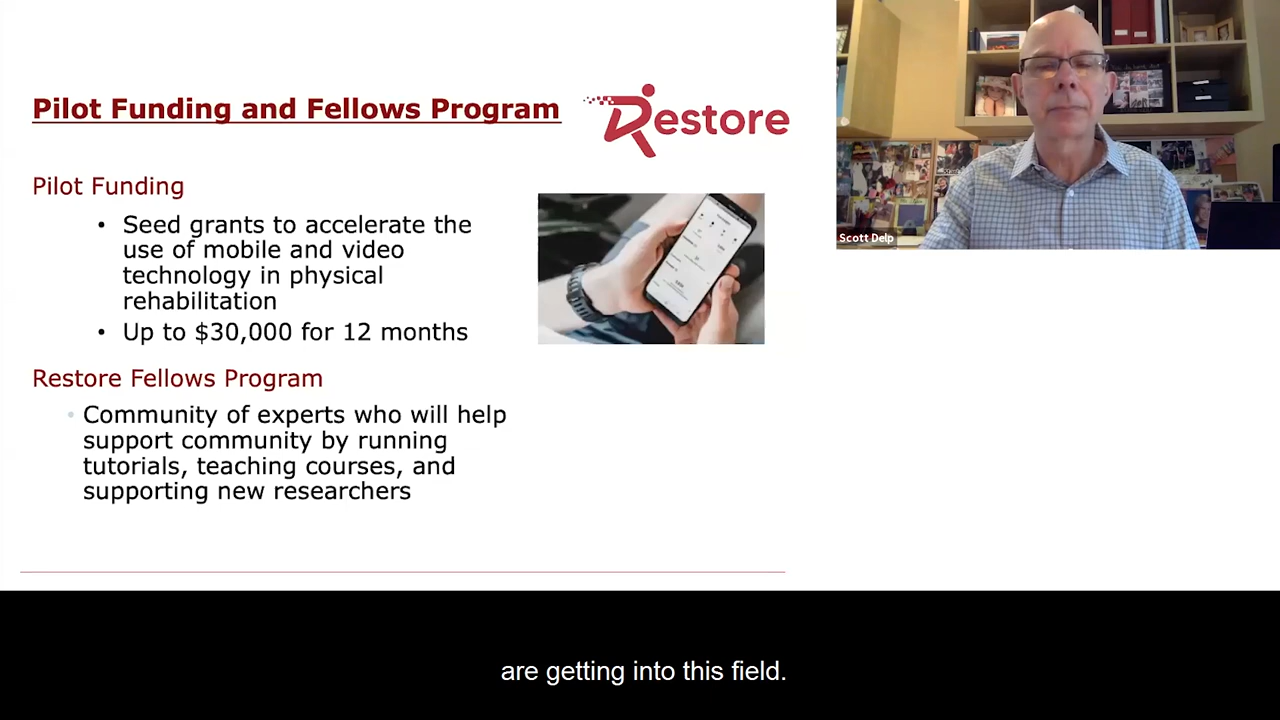 Pilot Funding and Fellows Program
Restore
Pilot Funding
• Seed grants to accelerate the
use of mobile and video
technology in physical
rehabilitation
• Up to $30,000 for 12 months
Restore Fellows Program
• Community of experts who will help
support community by running
tutorials, teaching courses, and
supporting new researchers
Scott Delp
are getting into this field.